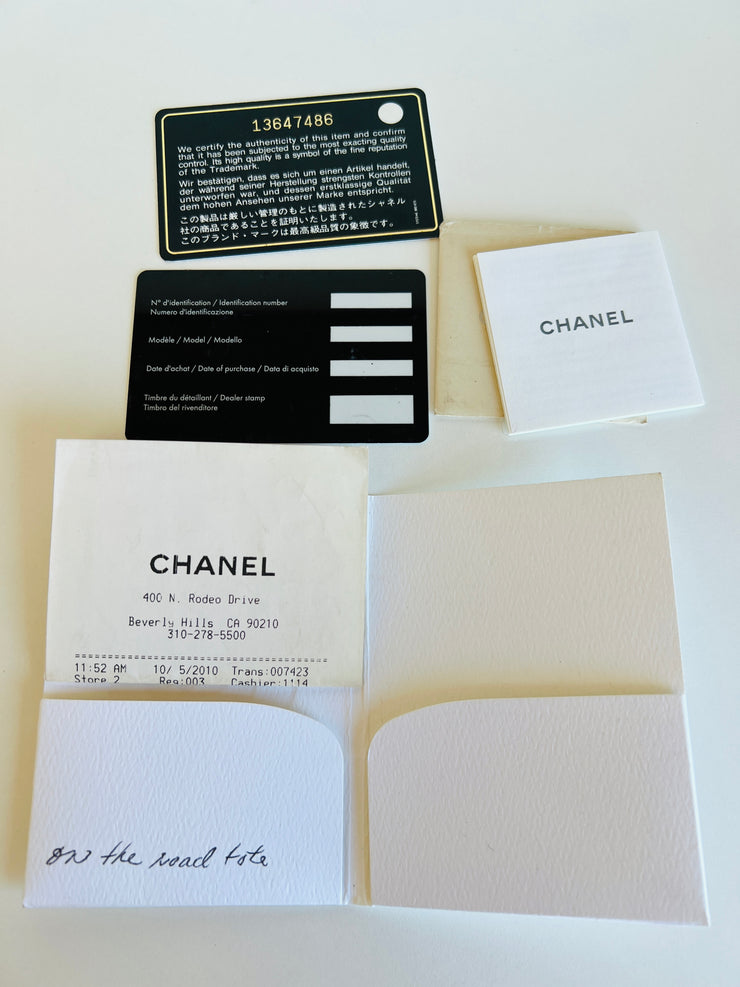 13647486
We certify the authenticity of this item and confirm
that it has been subjected to the most exacting quality
control. Its high quality is a symbol of the fine reputation
of the Trademark.
Wir bestätigen, dass es sich um einen Artikel handelt,
der während seiner Herstellung strengsten Kontrollen
unterworfen war, und dessen erstklassige Qualität
dem hohen Ansehen unserer Marke entspricht.
この製品は厳しい管理のもとに製造されたシャネル
社の商品であることを証明いたします。
このブランド・マークは最高級品質の象徴です。
N° d'identification / Identification number
Numero d'identificazione
Modèle / Model / Modello
Date d'achat / Date of purchase / Data di acquisto
Timbre du détaillant / Dealer stamp
Timbro del rivenditore
CHANEL
CHANEL
400 N. Rodeo Drive
Beverly Hills CA 90210
310-278-5500
======================================
11:52 AM 10/ 5/2010 Trans:007423
Store 2 Reg:003 Cashier:1114
on the road tote